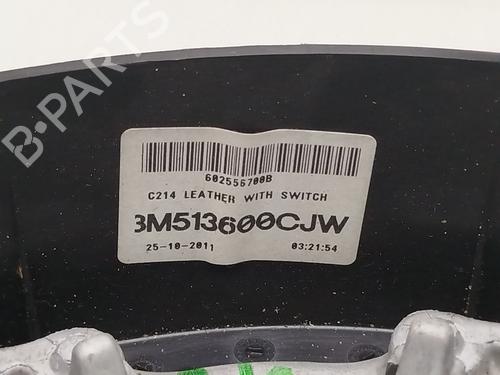 B-PARTS
602556700B
C214 LEATHER WITH SWITCH
3M513600CJW
25-10-2011
03:21:54